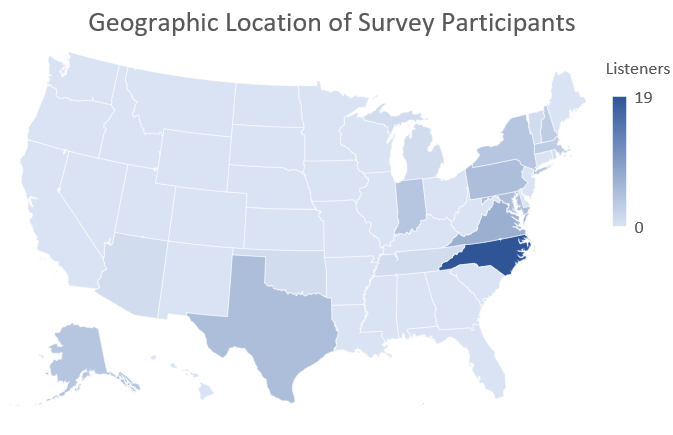 Geographic Location of Survey Participants
Listeners
19
0